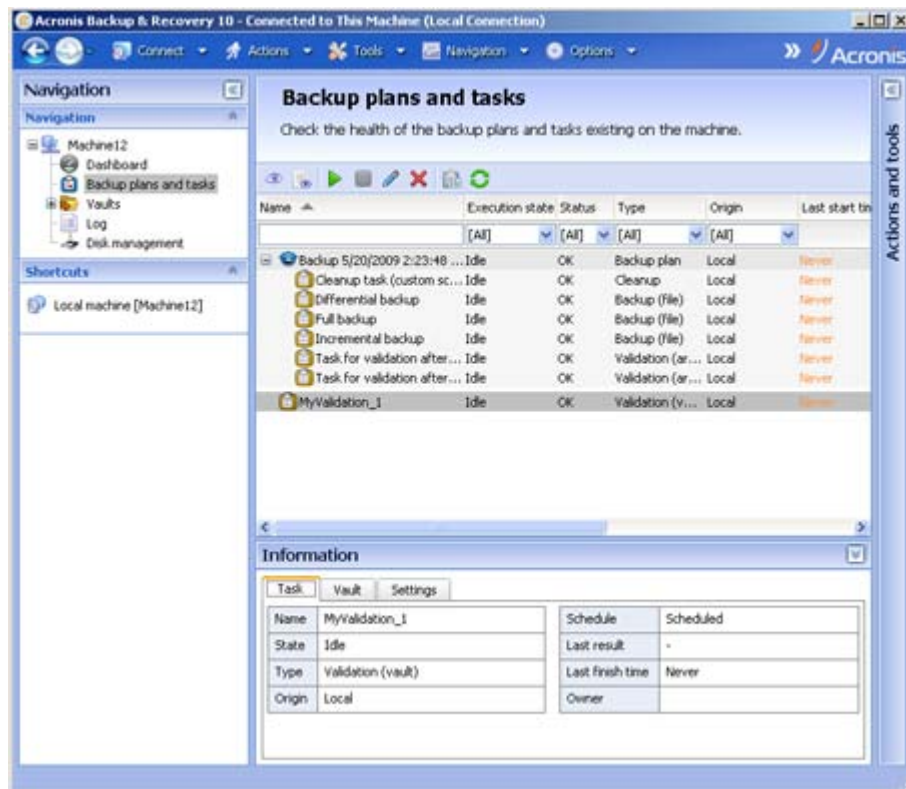 Acronis Backup & Recovery 10 - Connected to This Machine (Local Connection)
Connect Actions Tools Navigation Options » Acronis
Navigation
Navigation
Machine12
Dashboard
Backup plans and tasks
Vaults
Log
Disk management
Shortcuts
Local machine [Machine12]
Backup plans and tasks
Check the health of the backup plans and tasks existing on the machine.
Name Execution state Status Type Origin Last start tim
[All] [All] [All] [All]
Backup 5/20/2009 2:23:48 ... Idle OK Backup plan Local Never
Cleanup task (custom sc... Idle OK Cleanup Local Never
Differential backup Idle OK Backup (file) Local Never
Full backup Idle OK Backup (file) Local Never
Incremental backup Idle OK Backup (file) Local Never
Task for validation after... Idle OK Validation (ar... Local Never
Task for validation after... Idle OK Validation (ar... Local Never
MyValidation_1 Idle OK Validation (v... Local Never
Information
Task Vault Settings
Name MyValidation_1 Schedule Scheduled
State Idle Last result -
Type Validation (vault) Last finish time Never
Origin Local Owner
Actions and tools